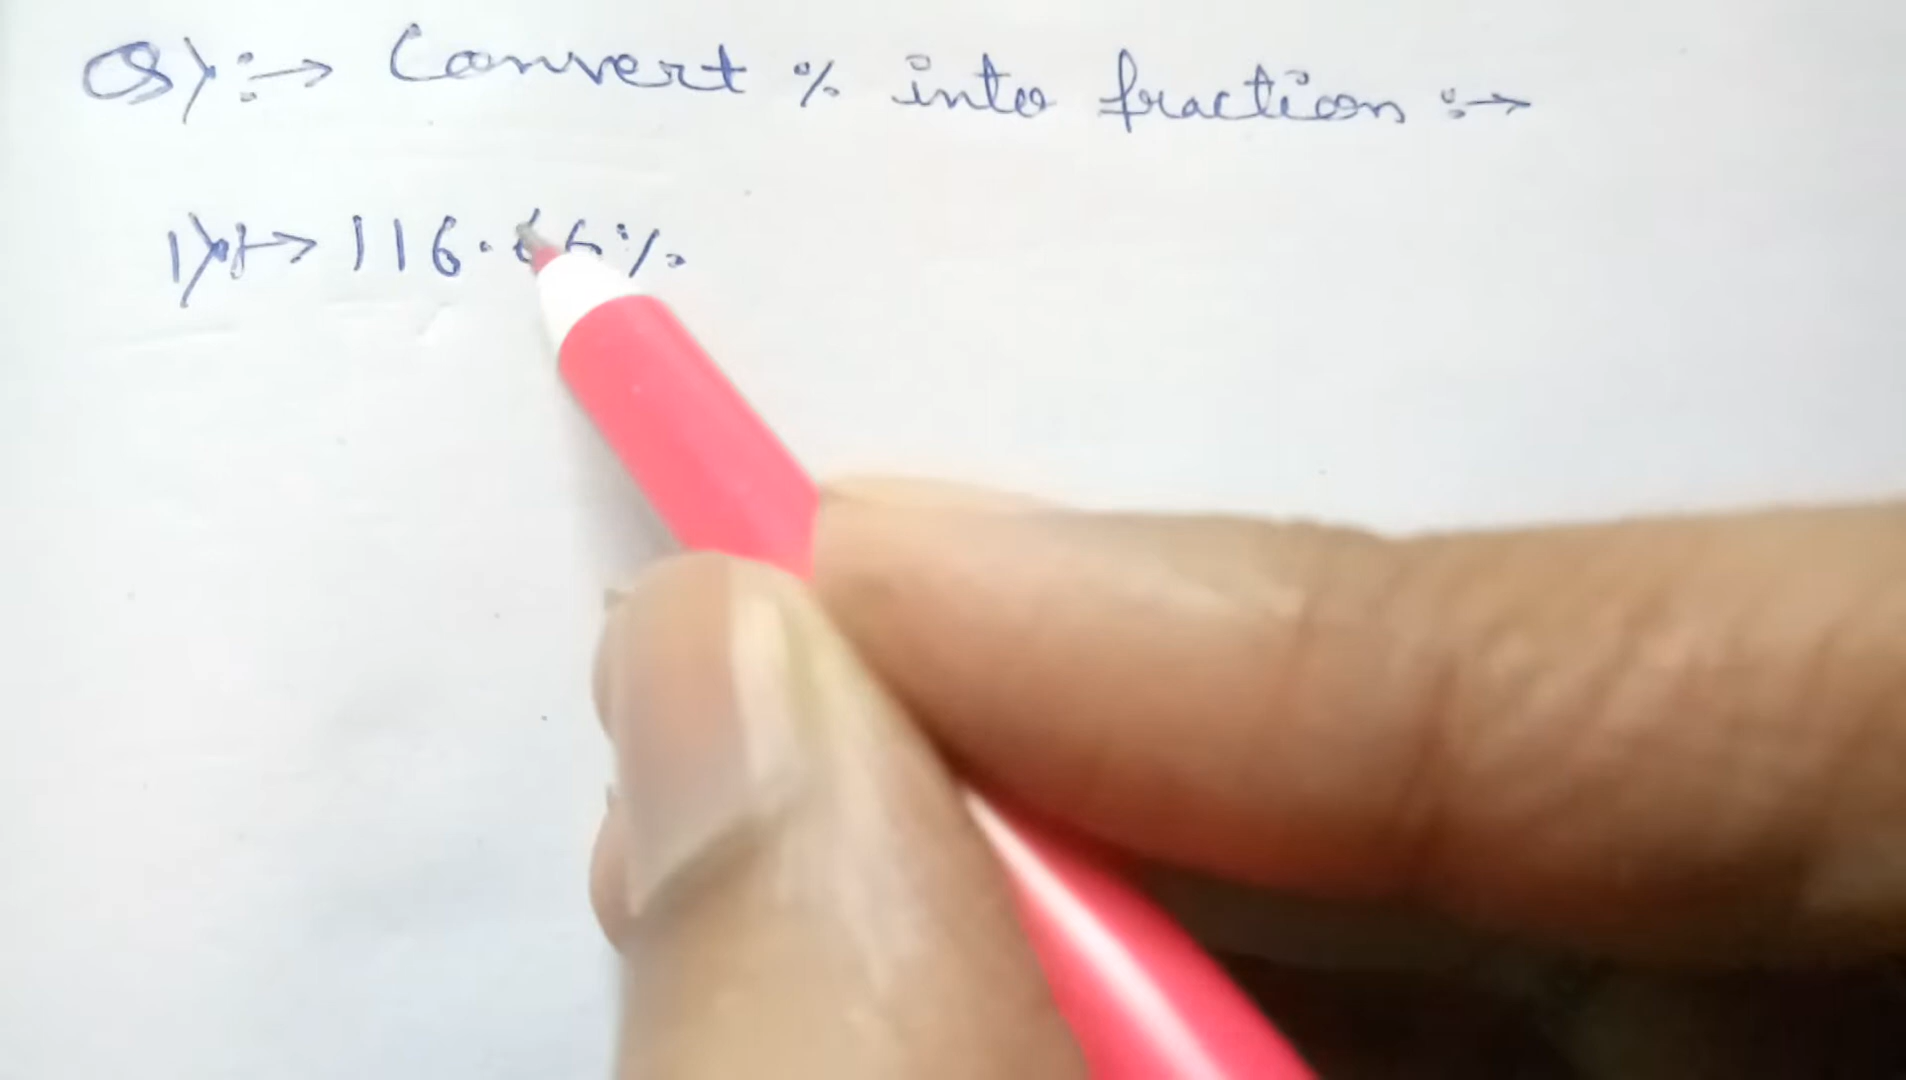 Q):→ Convert % into fraction :→
1):→ 116.66%